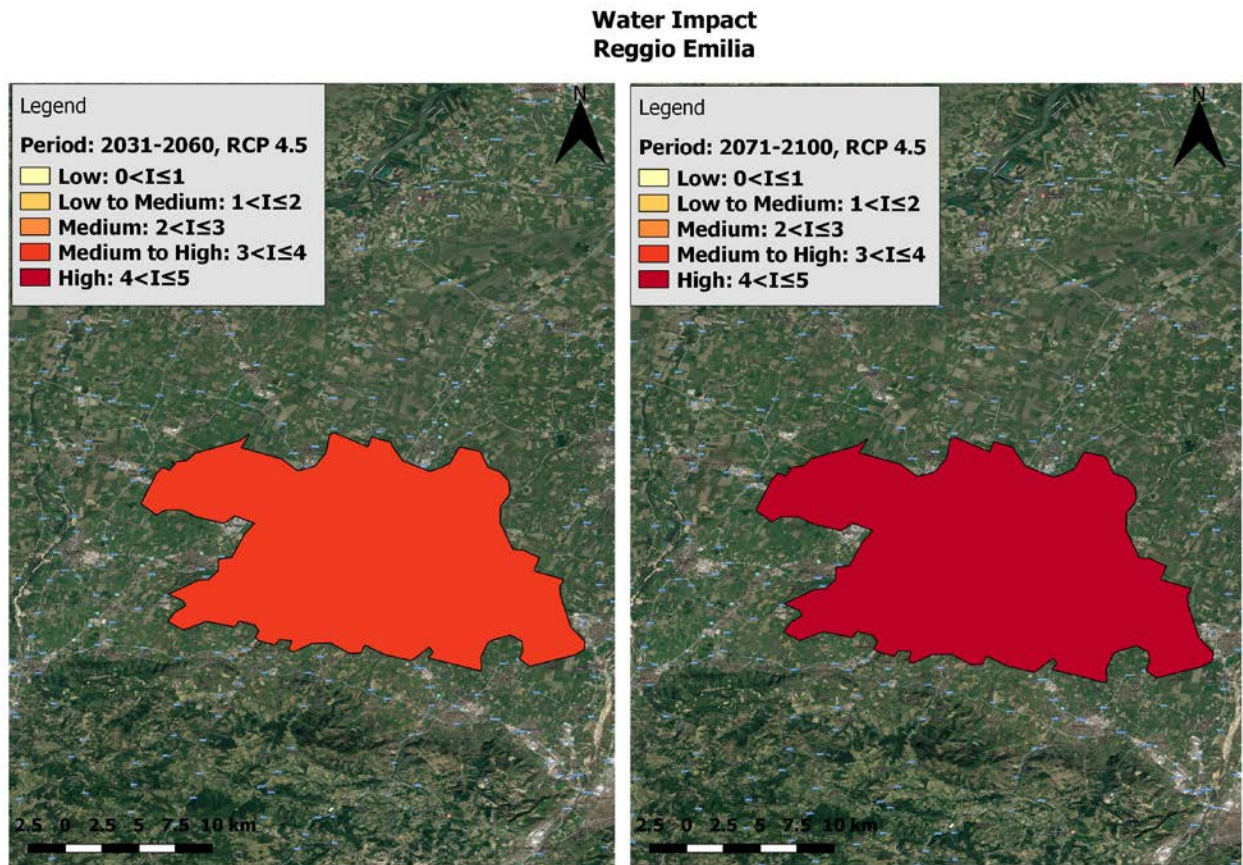 Water Impact
Reggio Emilia
Legend
Period: 2031-2060, RCP 4.5
Low: 0<I≤1
Low to Medium: 1<I≤2
Medium: 2<I≤3
Medium to High: 3<I≤4
High: 4<I≤5
N
2.5 0 2.5 5 7.5 10 km
Legend
Period: 2071-2100, RCP 4.5
Low: 0<I≤1
Low to Medium: 1<I≤2
Medium: 2<I≤3
Medium to High: 3<I≤4
High: 4<I≤5
N
2.5 0 2.5 5 7.5 10 km